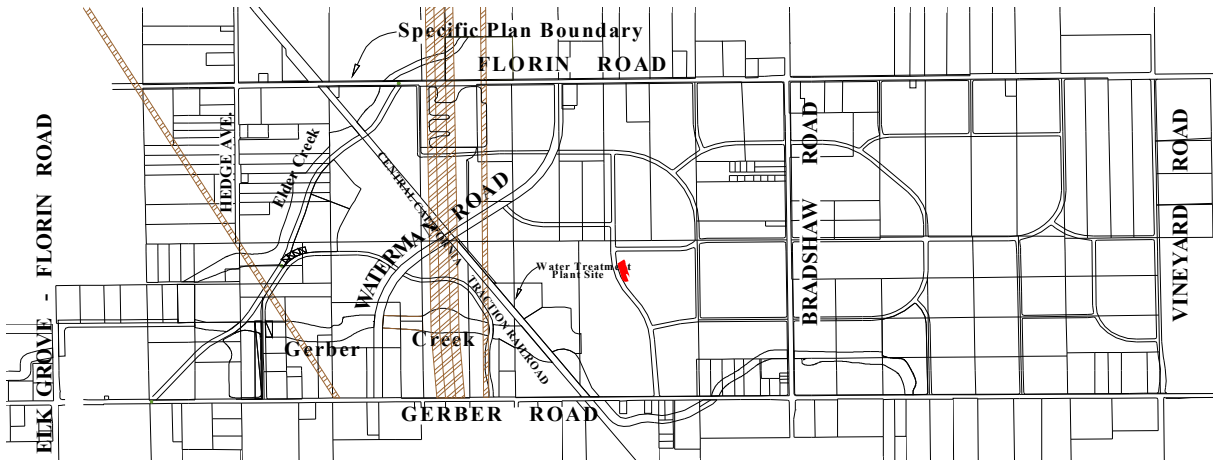 Specific Plan Boundary
FLORIN ROAD
ELK GROVE - FLORIN ROAD
HEDGE AVE.
Elder Creek
CENTRAL CALIFORNIA
TRACTION RAILROAD
WATERMAN ROAD
Water Treatment
Plant Site
BRADSHAW ROAD
VINEYARD ROAD
Gerber Creek
GERBER ROAD